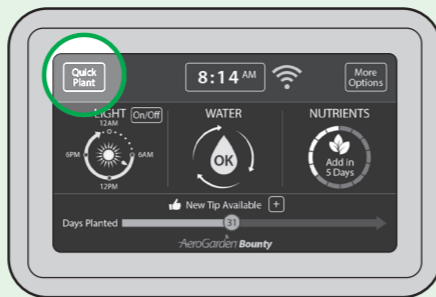 Quick
Plant
8:14 AM
More
Options
LIGHT On/Off
12AM
6PM
6AM
12PM
WATER
OK
NUTRIENTS
Add in
5 Days
New Tip Available +
Days Planted 31
AeroGarden Bounty